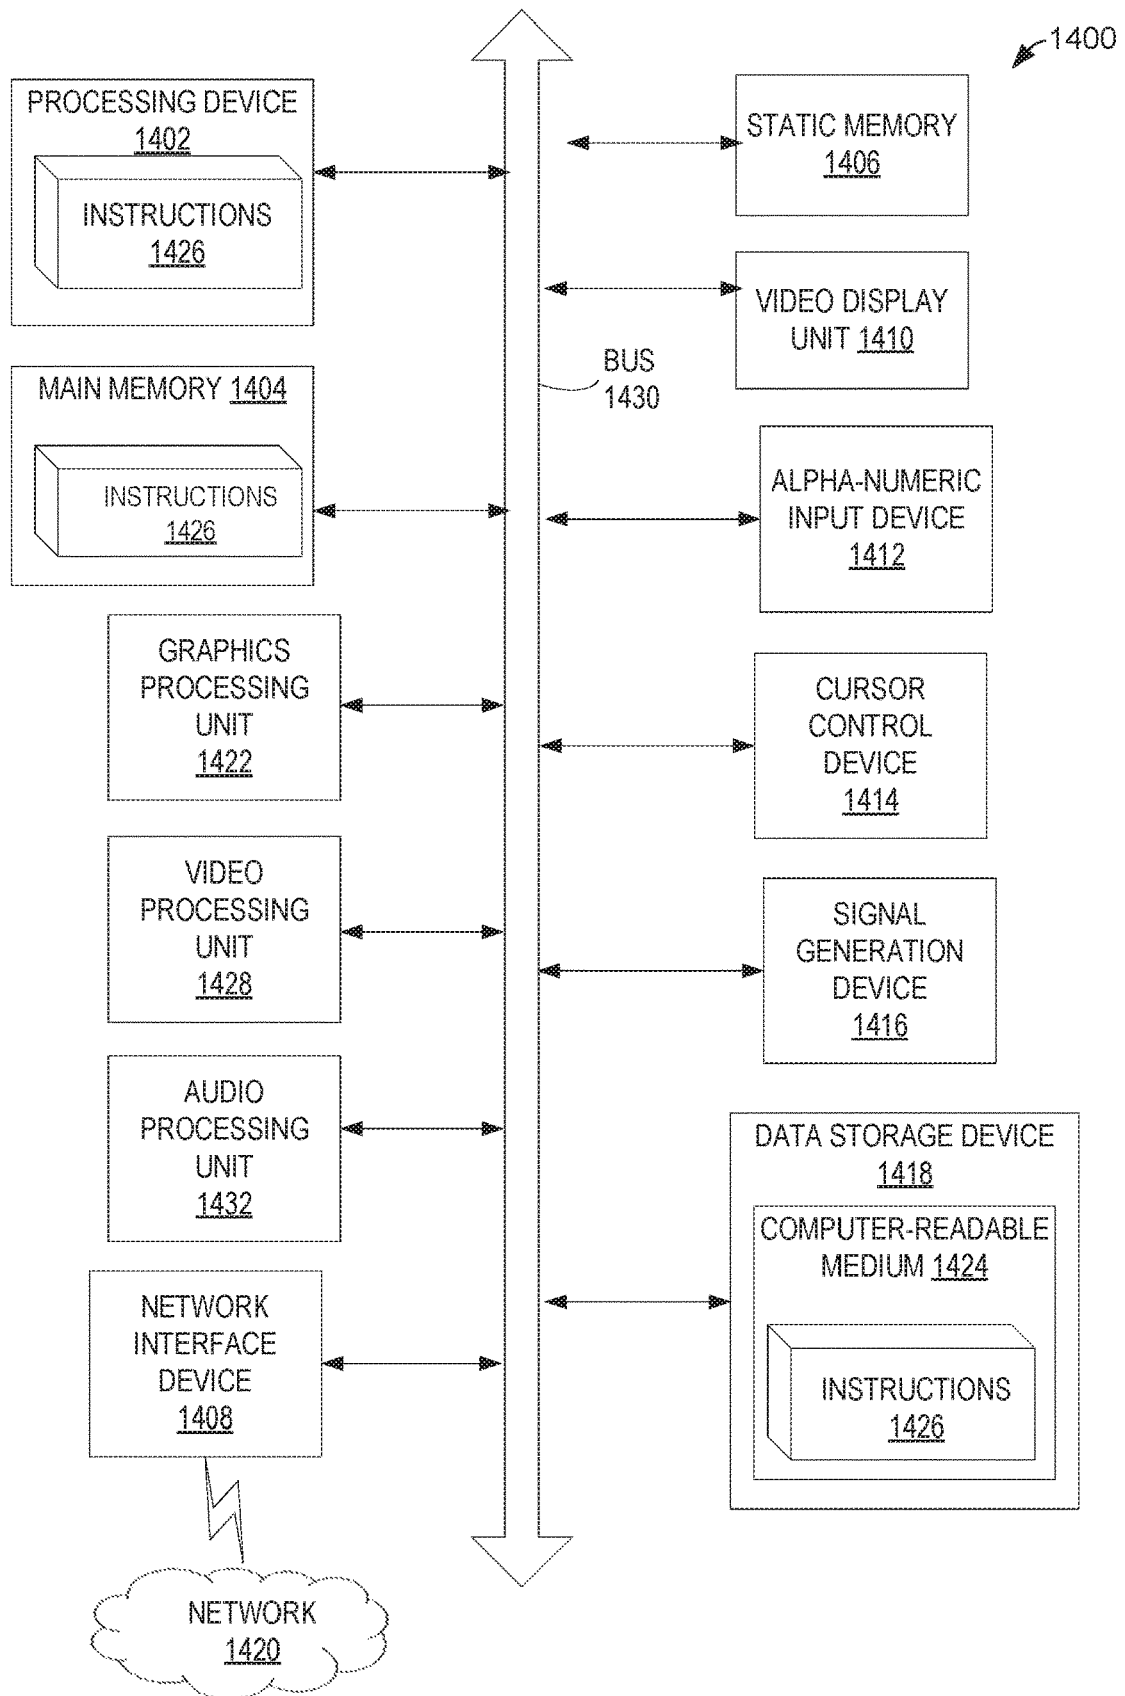 1400
PROCESSING DEVICE
1402
INSTRUCTIONS
1426
MAIN MEMORY 1404
INSTRUCTIONS
1426
GRAPHICS
PROCESSING
UNIT
1422
VIDEO
PROCESSING
UNIT
1428
AUDIO
PROCESSING
UNIT
1432
NETWORK
INTERFACE
DEVICE
1408
NETWORK
1420
BUS
1430
STATIC MEMORY
1406
VIDEO DISPLAY
UNIT 1410
ALPHA-NUMERIC
INPUT DEVICE
1412
CURSOR
CONTROL
DEVICE
1414
SIGNAL
GENERATION
DEVICE
1416
DATA STORAGE DEVICE
1418
COMPUTER-READABLE
MEDIUM 1424
INSTRUCTIONS
1426